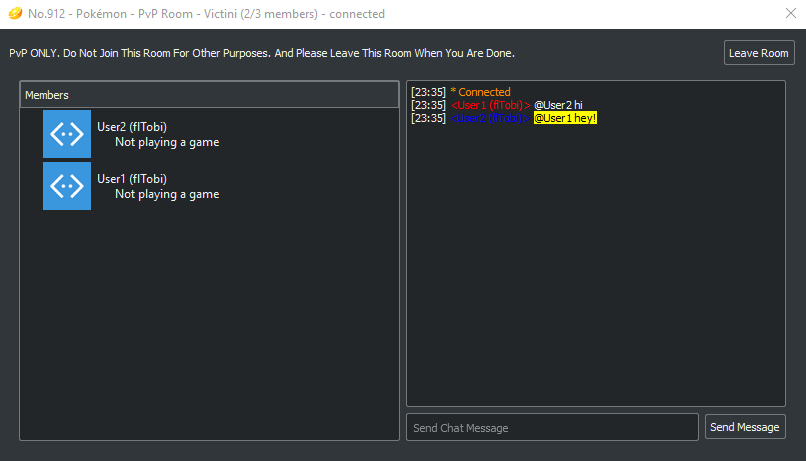 No.912 - Pokémon - PvP Room - Victini (2/3 members) - connected
PvP ONLY. Do Not Join This Room For Other Purposes. And Please Leave This Room When You Are Done.
Leave Room
Members
User2 (flTobi)
Not playing a game
User1 (flTobi)
Not playing a game
[23:35] * Connected
[23:35] <User1 (flTobi)> @User2 hi
[23:35] <User2 (flTobi)> @User1 hey!
Send Chat Message
Send Message